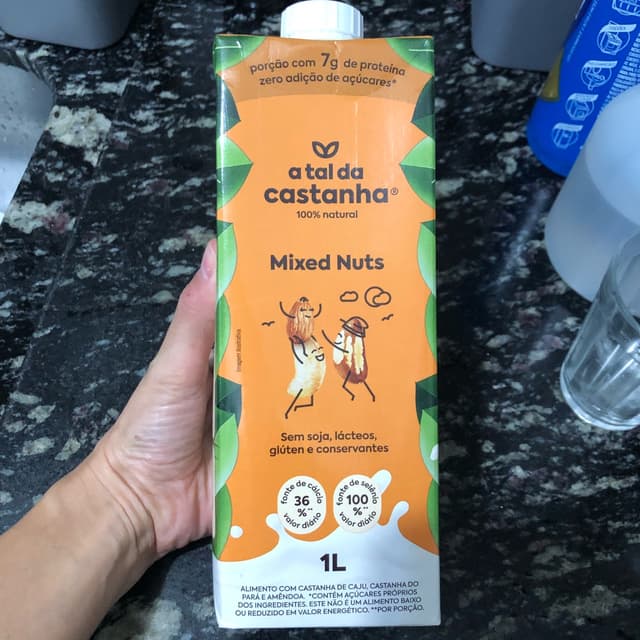 porção com 7g de proteína
zero adição de açúcares*
a tal da
castanha®
100% natural
Mixed Nuts
Imagem ilustrativa
Sem soja, lácteos,
glúten e conservantes
fonte de cálcio
36
%**
valor diário
fonte de selênio
100
%**
valor diário
1L
ALIMENTO COM CASTANHA DE CAJU, CASTANHA DO
PARÁ E AMÊNDOA. *CONTÉM AÇÚCARES PRÓPRIOS
DOS INGREDIENTES. ESTE NÃO É UM ALIMENTO BAIXO
OU REDUZIDO EM VALOR ENERGÉTICO. **POR PORÇÃO.